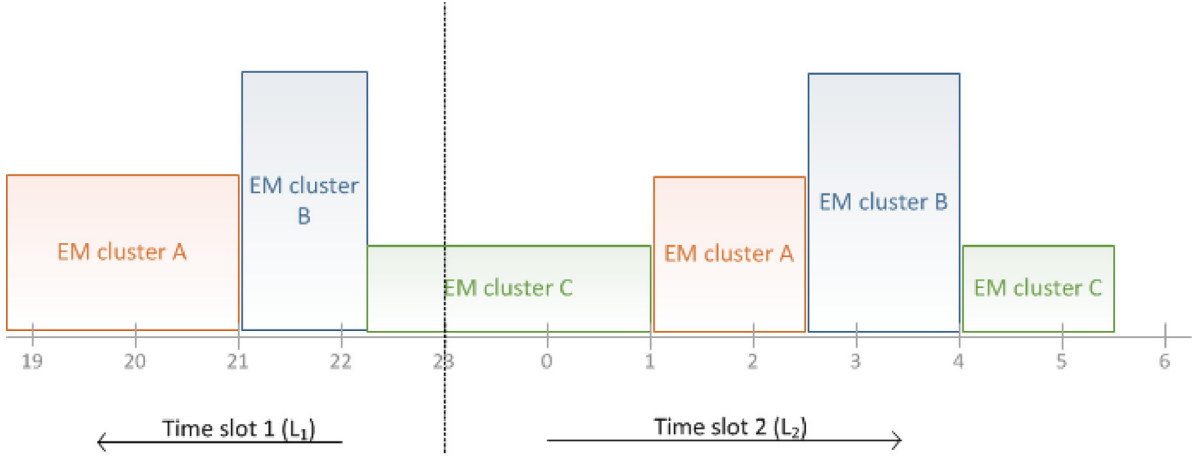 EM cluster A
EM cluster
B
EM cluster C
EM cluster A
EM cluster B
EM cluster C
19 20 21 22 23 0 1 2 3 4 5 6
Time slot 1 (L₁) Time slot 2 (L₂)